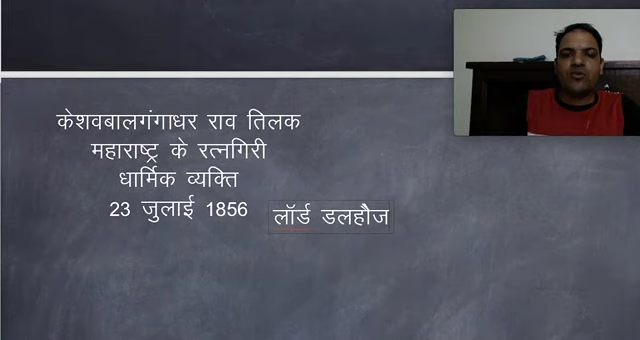 केशवबालगंगाधर राव तिलक
महाराष्ट्र के रत्नगिरी
धार्मिक व्यक्ति
23 जुलाई 1856
लॉर्ड डलहौज